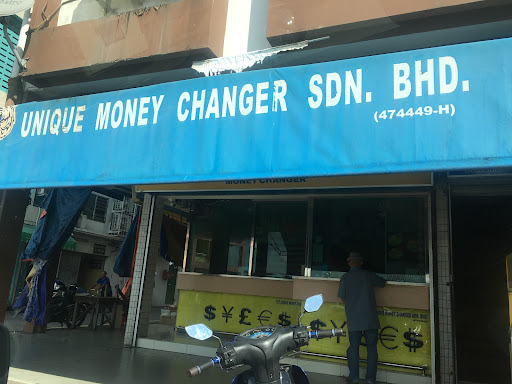 UNIQUE MONEY CHANGER SDN. BHD.
(474449-H)
MONEY CHANGER
$ ¥ £ € $